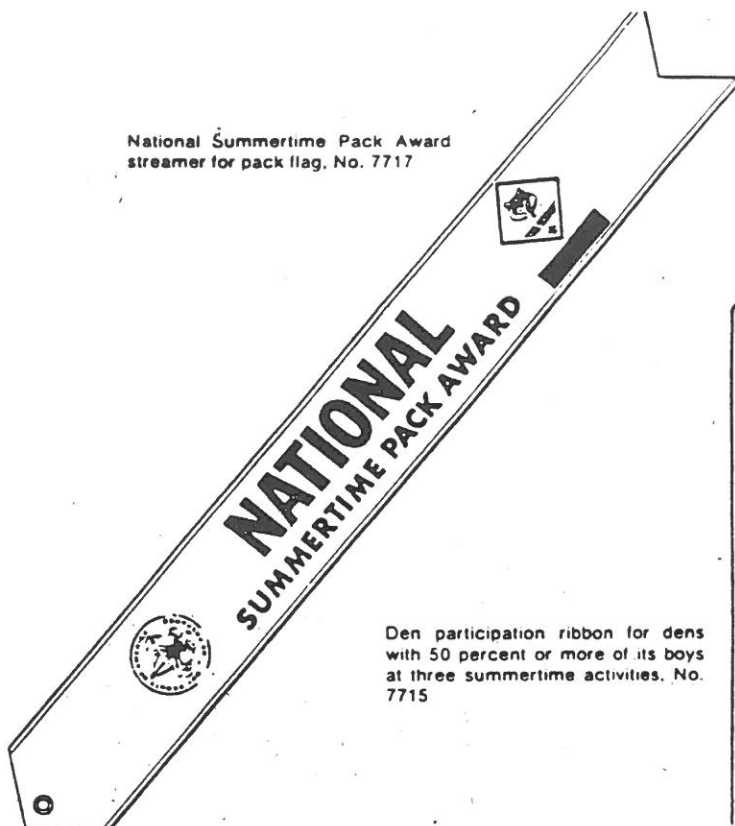 National Summertime Pack Award
streamer for pack flag, No. 7717
NATIONAL
SUMMERTIME PACK AWARD
Den participation ribbon for dens
with 50 percent or more of its boys
at three summertime activities, No.
7715